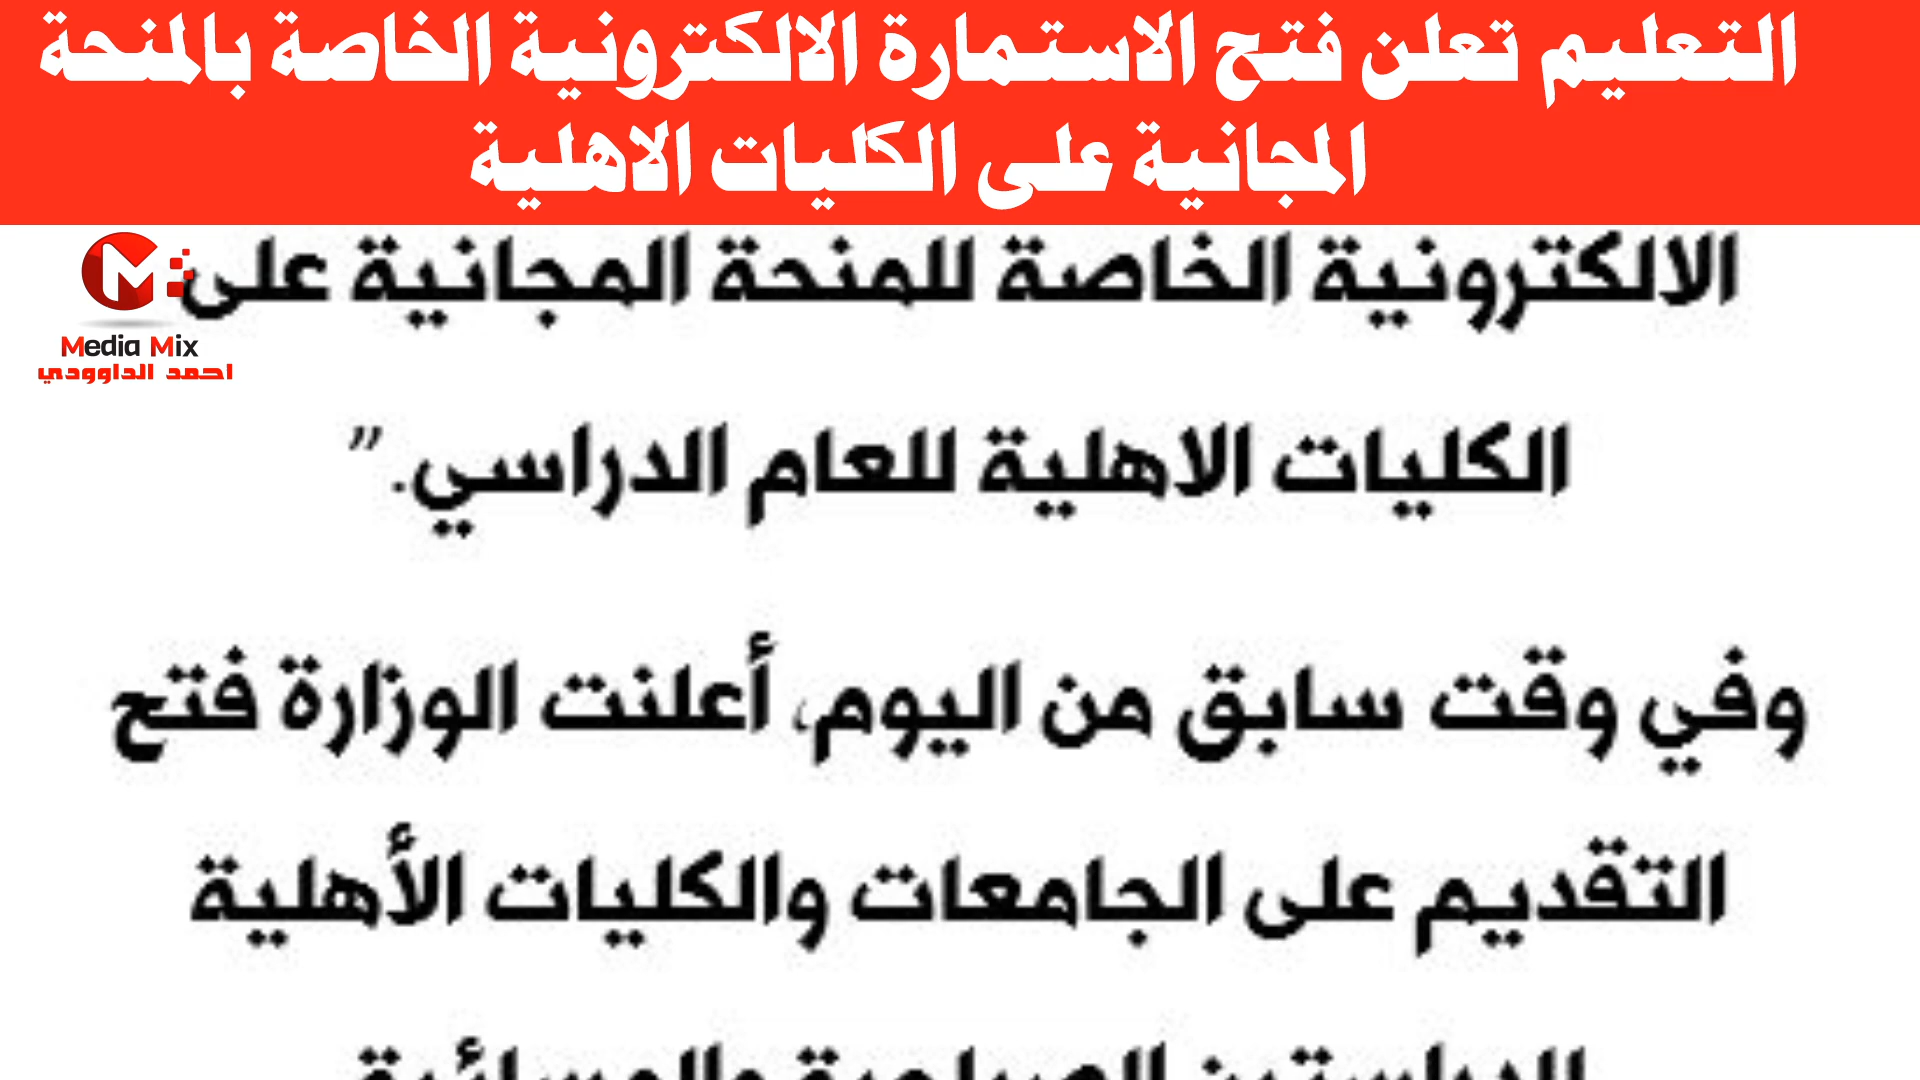 التعليم تعلن فتح الاستمارة الالكترونية الخاصة بالمنحة
المجانية على الكليات الاهلية
الالكترونية الخاصة للمنحة المجانية على
Media Mix
احمد الداوودي
الكليات الاهلية للعام الدراسي.”
وفي وقت سابق من اليوم، أعلنت الوزارة فتح
التقديم على الجامعات والكليات الأهلية